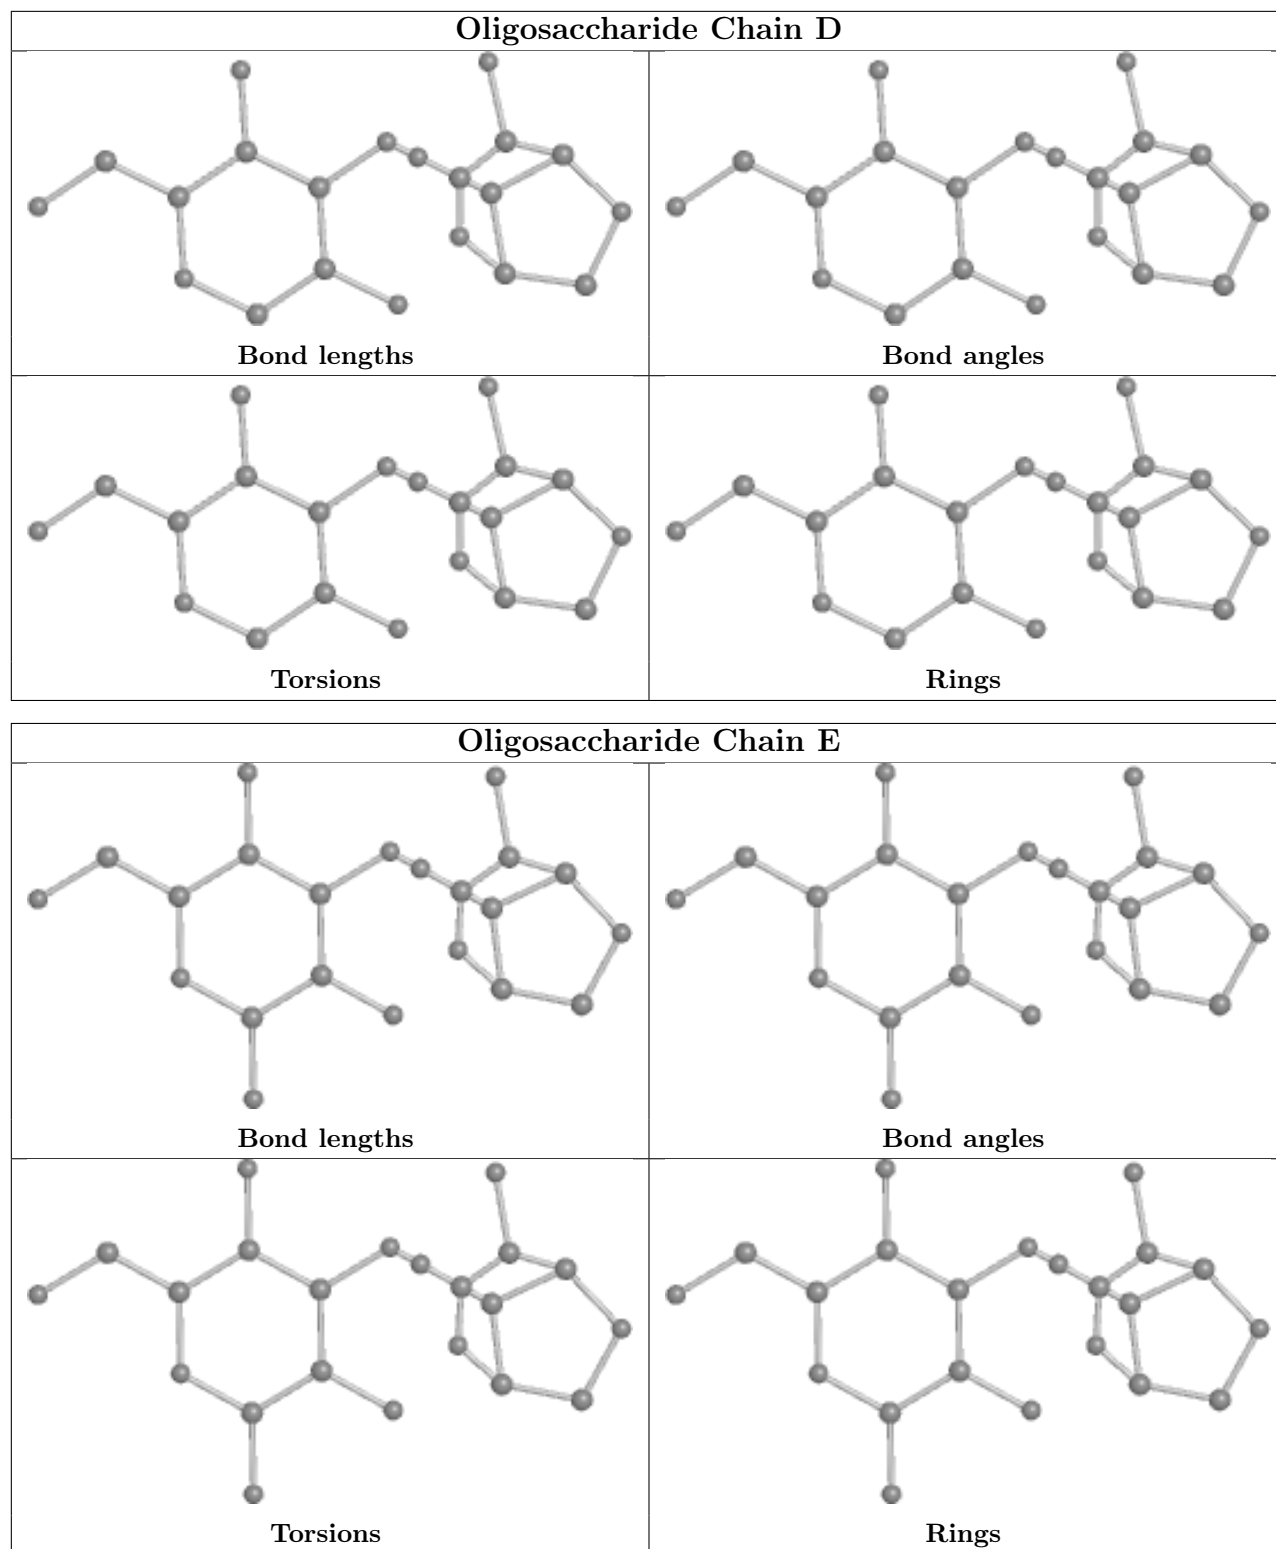 Oligosaccharide Chain D
Bond lengths
Bond angles
Torsions
Rings
Oligosaccharide Chain E
Bond lengths
Bond angles
Torsions
Rings